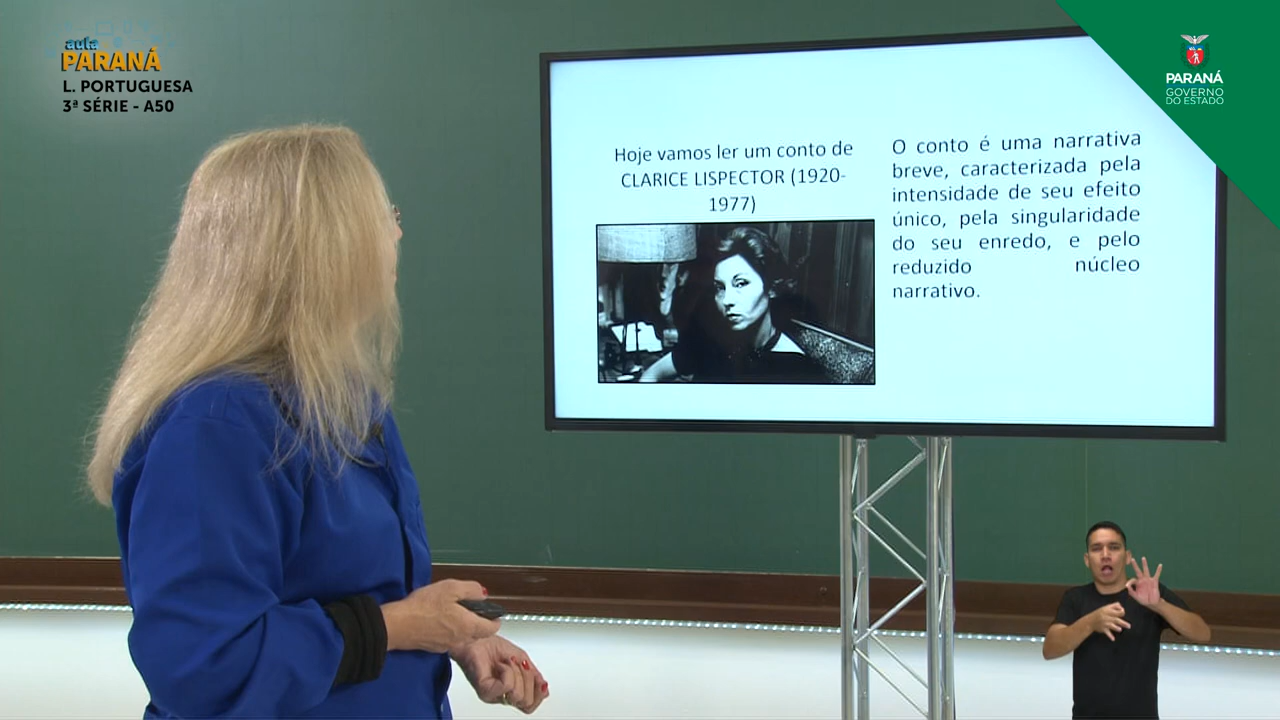 aula
PARANÁ
L. PORTUGUESA
3ª SÉRIE - A50
PARANÁ
GOVERNO
DO ESTADO
Hoje vamos ler um conto de
CLARICE LISPECTOR (1920-
1977)
O conto é uma narrativa
breve, caracterizada pela
intensidade de seu efeito
único, pela singularidade
do seu enredo, e pelo
reduzido núcleo
narrativo.